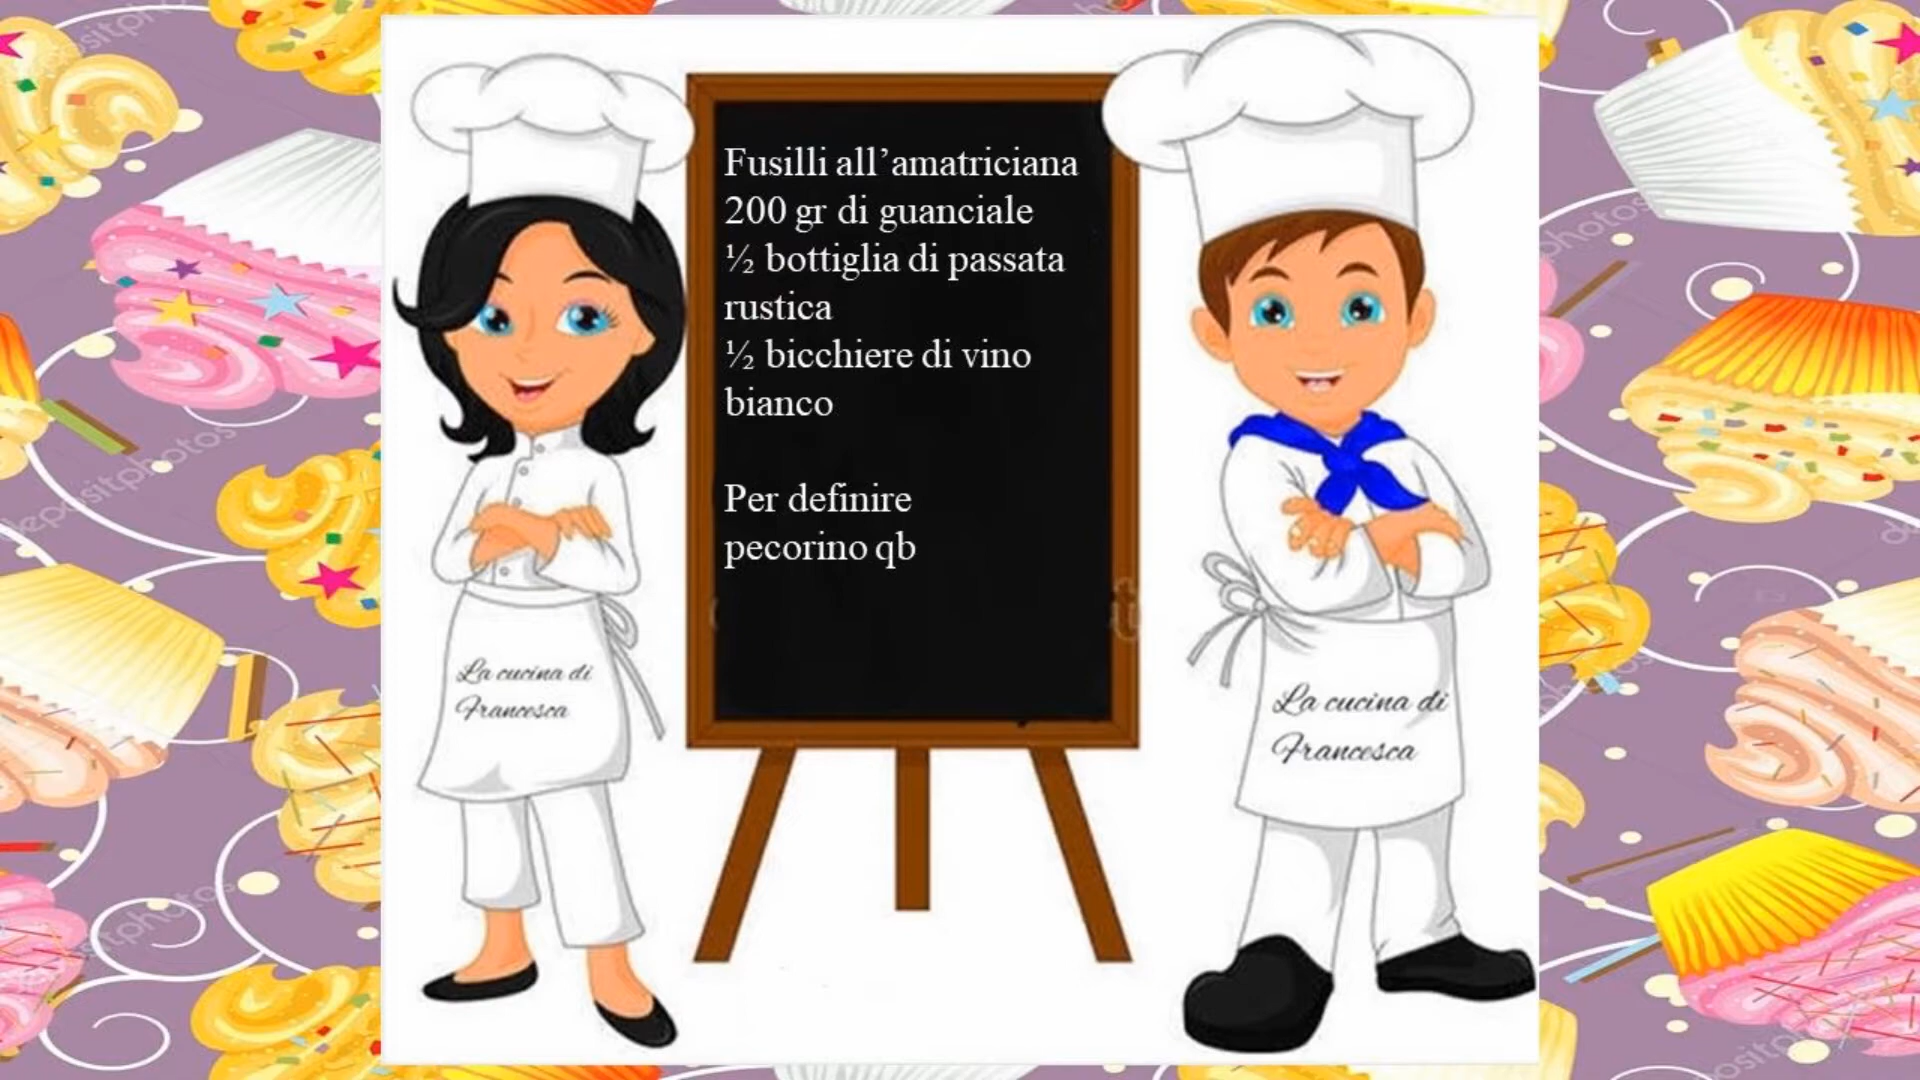 Fusilli all’amatriciana
200 gr di guanciale
½ bottiglia di passata
rustica
½ bicchiere di vino
bianco
Per definire
pecorino qb
La cucina di
Francesca
La cucina di
Francesca
depositphotos